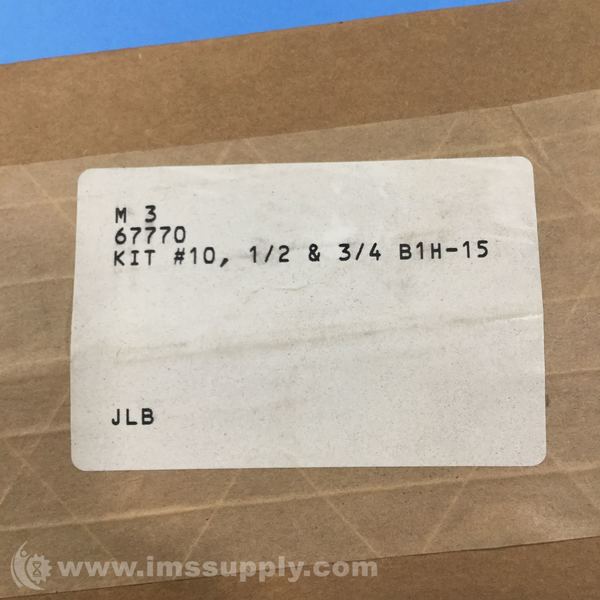 M 3
67770
KIT #10, 1/2 & 3/4 B1H-15
JLB
www.imssupply.com